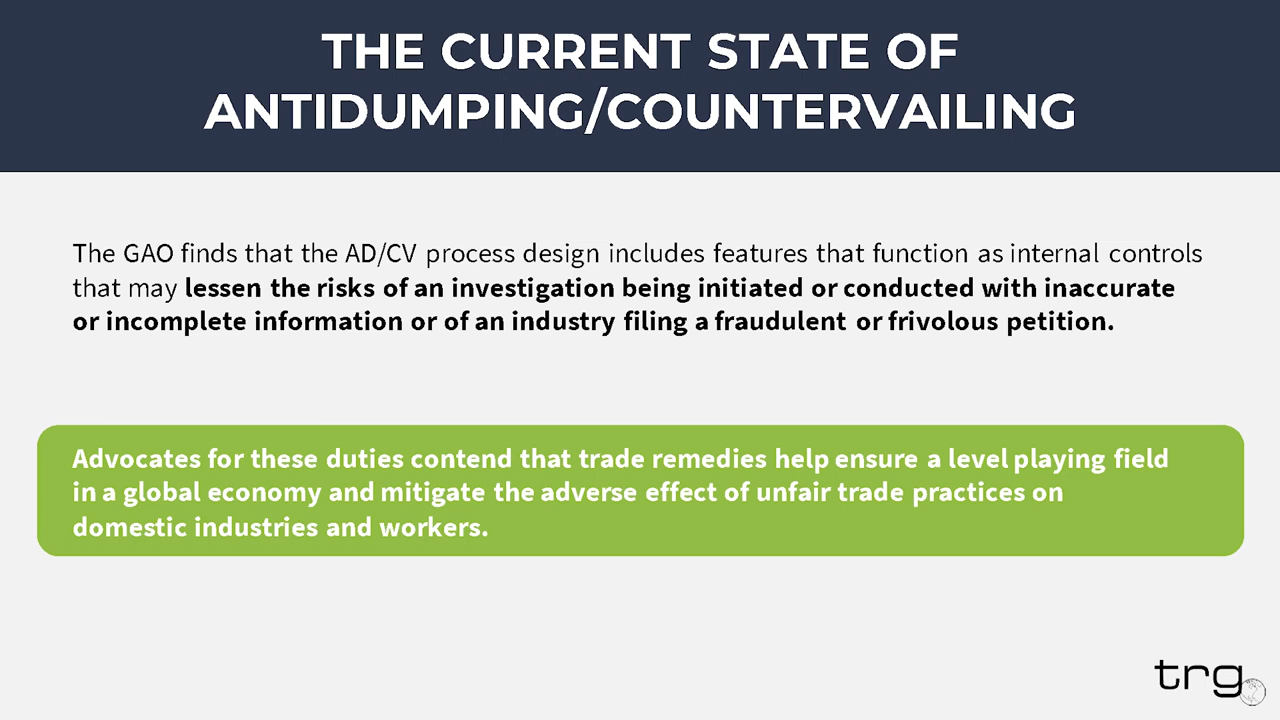 THE CURRENT STATE OF
ANTIDUMPING/COUNTERVAILING
The GAO finds that the AD/CV process design includes features that function as internal controls
that may lessen the risks of an investigation being initiated or conducted with inaccurate
or incomplete information or of an industry filing a fraudulent or frivolous petition.
Advocates for these duties contend that trade remedies help ensure a level playing field
in a global economy and mitigate the adverse effect of unfair trade practices on
domestic industries and workers.
trg